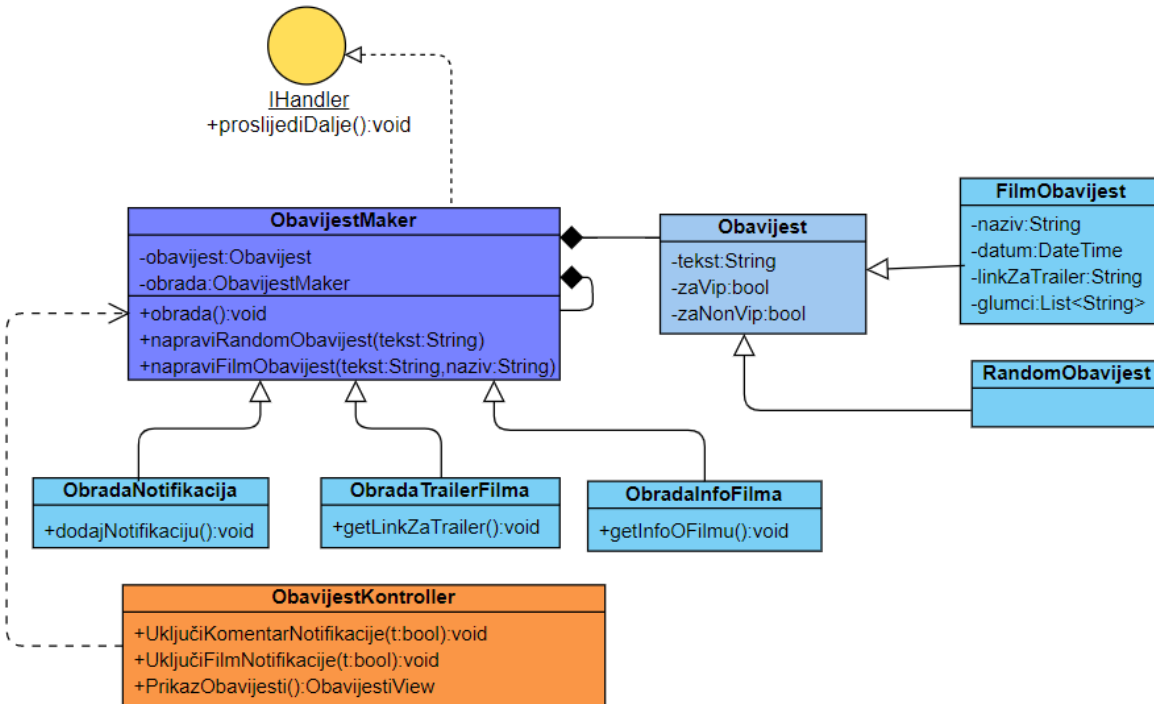 IHandler
+proslijediDalje():void
ObavijestMaker
-obavijest:Obavijest
-obrada:ObavijestMaker
+obrada():void
+napraviRandomObavijest(tekst:String)
+napraviFilmObavijest(tekst:String,naziv:String)
Obavijest
-tekst:String
-zaVip:bool
-zaNonVip:bool
FilmObavijest
-naziv:String
-datum:DateTime
-linkZaTrailer:String
-glumci:List<String>
RandomObavijest
ObradaNotifikacija
+dodajNotifikaciju():void
ObradaTrailerFilma
+getLinkZaTrailer():void
ObradaInfoFilma
+getInfoOFilmu():void
ObavijestKontroller
+UključiKomentarNotifikacije(t:bool):void
+UključiFilmNotifikacije(t:bool):void
+PrikazObavijesti():ObavijestiView